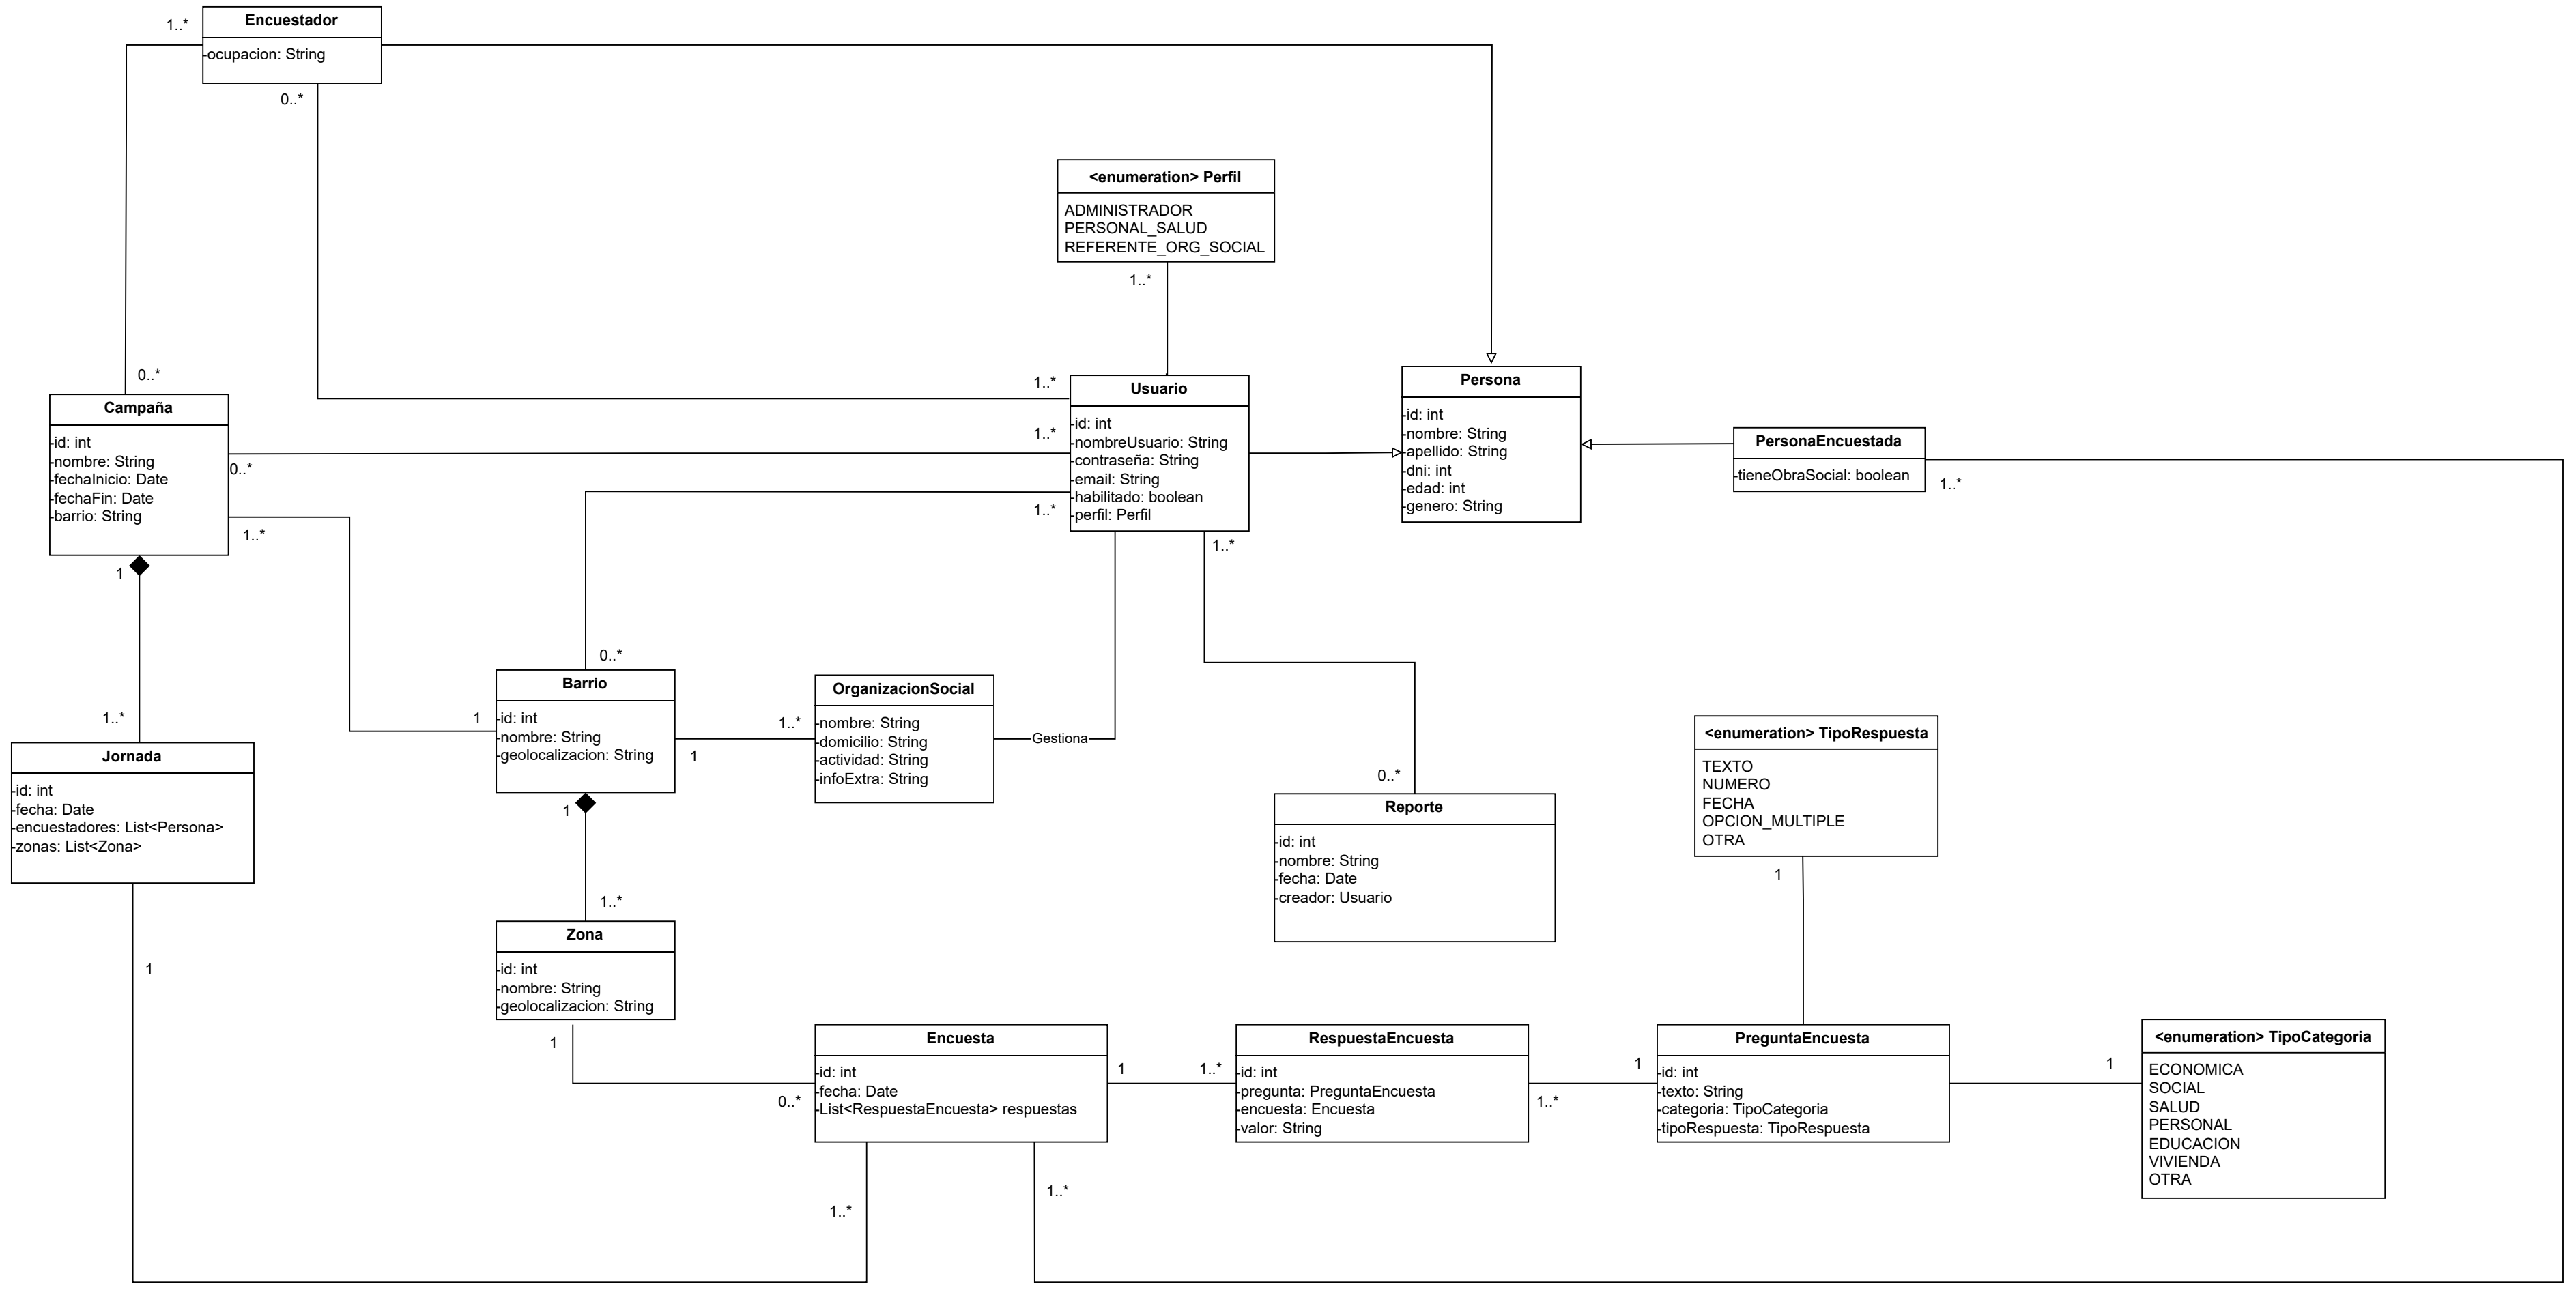 Encuestador
-ocupacion: String
1..*
0..*
<enumeration> Perfil
ADMINISTRADOR
PERSONAL_SALUD
REFERENTE_ORG_SOCIAL
1..*
0..*
Campaña
-id: int
-nombre: String
-fechaInicio: Date
-fechaFin: Date
-barrio: String
0..*
1..*
1
1..*
1..*
1..*
Usuario
-id: int
-nombreUsuario: String
-contraseña: String
-email: String
-habilitado: boolean
-perfil: Perfil
1..*
Persona
-id: int
-nombre: String
-apellido: String
-dni: int
-edad: int
-genero: String
PersonaEncuestada
-tieneObraSocial: boolean
1..*
0..*
Barrio
-id: int
-nombre: String
-geolocalizacion: String
1
1
1..*
OrganizacionSocial
-nombre: String
-domicilio: String
-actividad: String
-infoExtra: String
Gestiona
1..*
Jornada
-id: int
-fecha: Date
-encuestadores: List<Persona>
-zonas: List<Zona>
1
0..*
Reporte
-id: int
-nombre: String
-fecha: Date
-creador: Usuario
<enumeration> TipoRespuesta
TEXTO
NUMERO
FECHA
OPCION_MULTIPLE
OTRA
1
1
1..*
Zona
-id: int
-nombre: String
-geolocalizacion: String
1
0..*
Encuesta
-id: int
-fecha: Date
-List<RespuestaEncuesta> respuestas
1
1..*
RespuestaEncuesta
-id: int
-pregunta: PreguntaEncuesta
-encuesta: Encuesta
-valor: String
1
1..*
PreguntaEncuesta
-id: int
-texto: String
-categoria: TipoCategoria
-tipoRespuesta: TipoRespuesta
1
<enumeration> TipoCategoria
ECONOMICA
SOCIAL
SALUD
PERSONAL
EDUCACION
VIVIENDA
OTRA
1..*
1..*